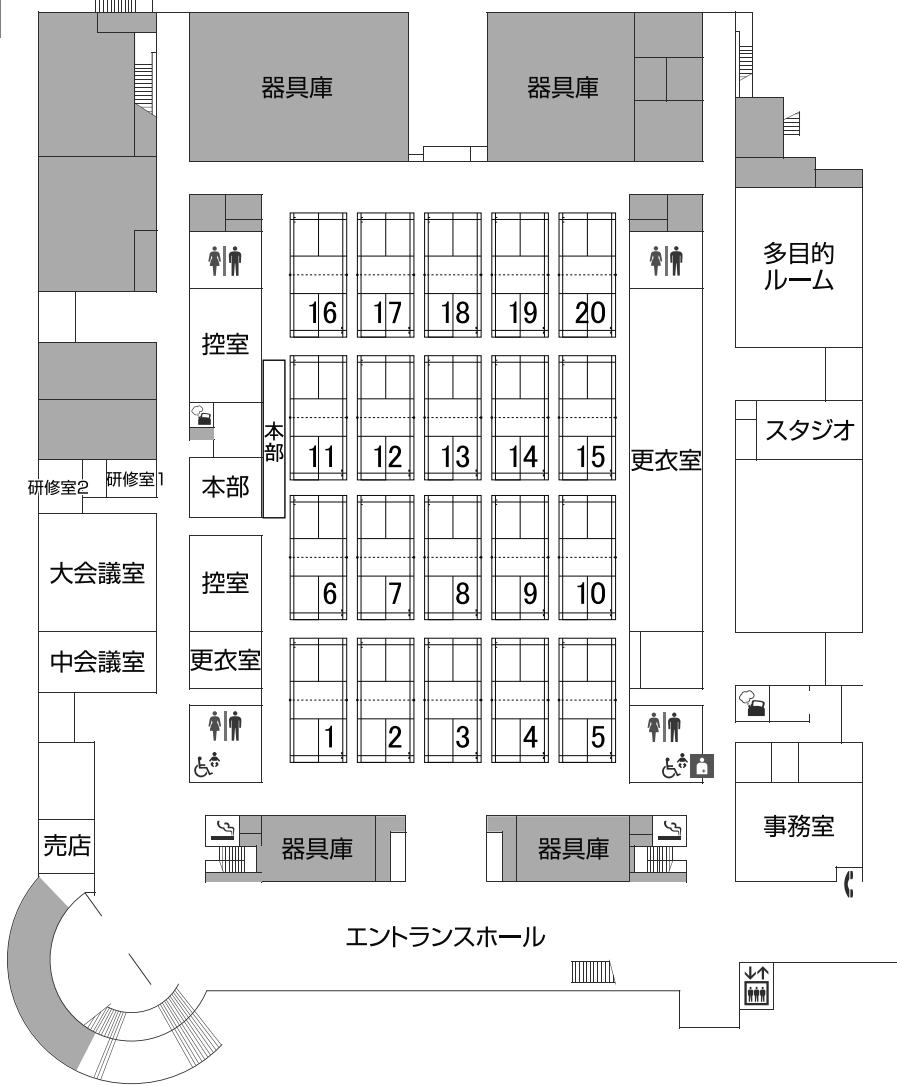 器具庫
器具庫
多目的
ルーム
16
17
18
19
20
控室
本部
11
12
13
14
15
更衣室
スタジオ
研修室2
研修室1
本部
大会議室
控室
6
7
8
9
10
中会議室
更衣室
1
2
3
4
5
売店
器具庫
器具庫
事務室
エントランスホール